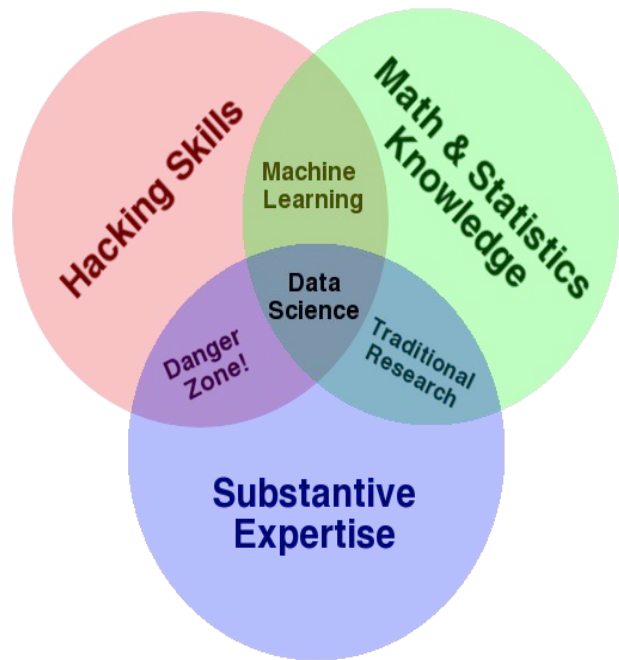 Hacking Skills
Math & Statistics
Knowledge
Machine
Learning
Data
Science
Danger
Zone!
Traditional
Research
Substantive
Expertise